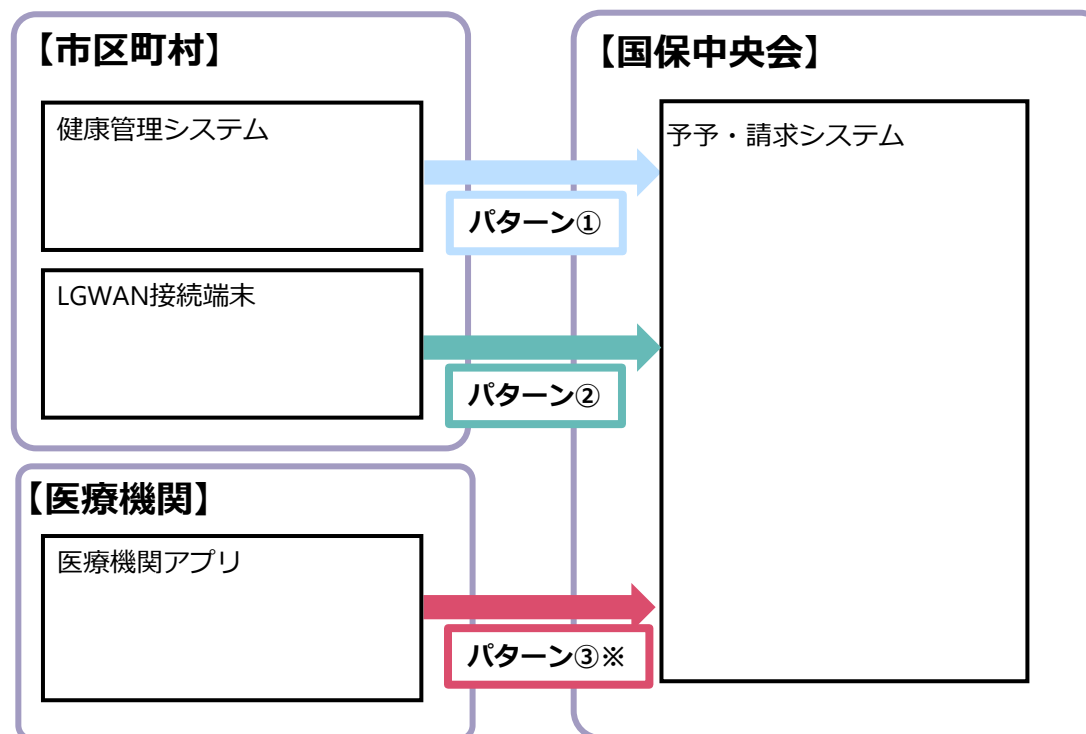 【市区町村】
健康管理システム
パターン①
LGWAN接続端末
パターン②
【医療機関】
医療機関アプリ
パターン③※
【国保中央会】
予予・請求システム